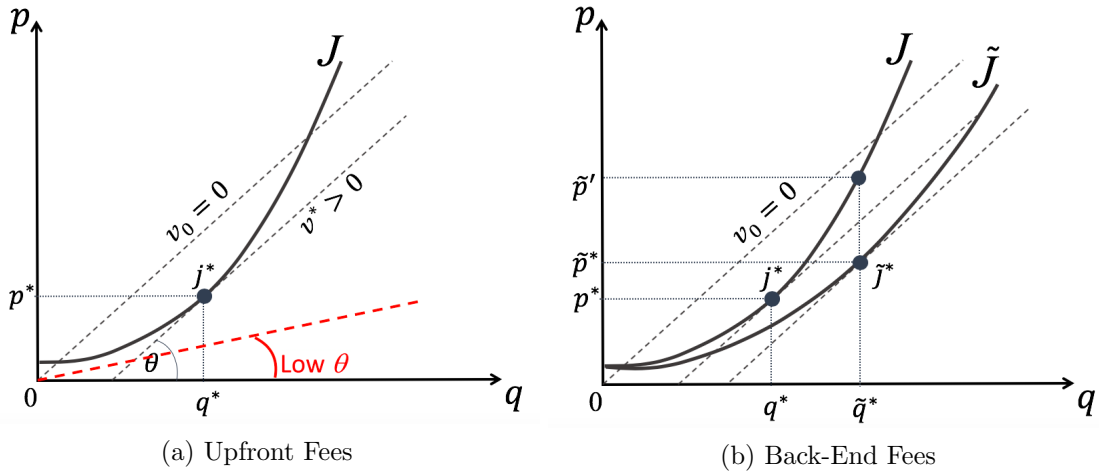 p
J
v₀ = 0
v* > 0
j*
p*
θ
Low θ
0
q*
q
(a) Upfront Fees
p
J
J̃
p̃′
v₀ = 0
p̃*
j*
j̃*
p*
0
q*
q̃*
q
(b) Back-End Fees